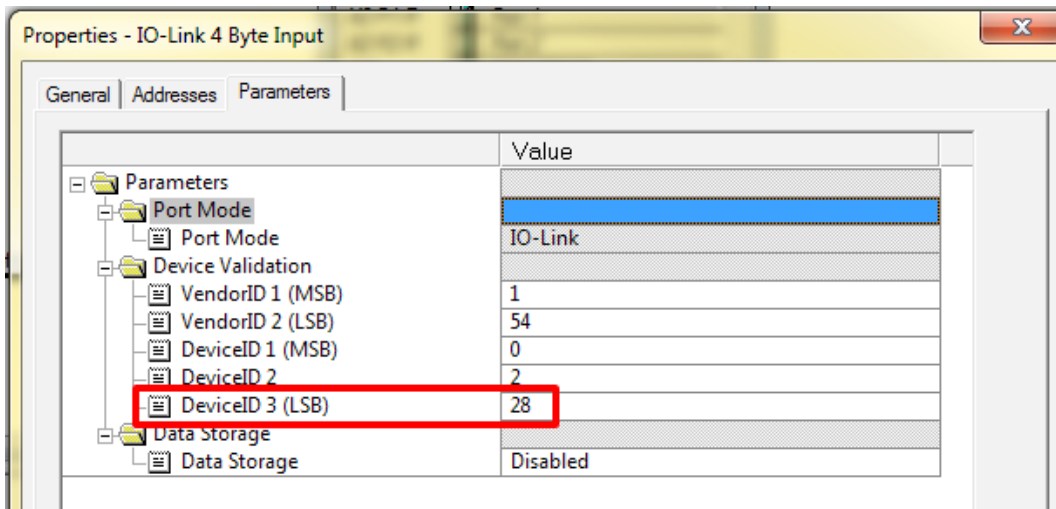 Properties - IO-Link 4 Byte Input
General Addresses Parameters
Value
Parameters
Port Mode
Port Mode IO-Link
Device Validation
VendorID 1 (MSB) 1
VendorID 2 (LSB) 54
DeviceID 1 (MSB) 0
DeviceID 2 2
DeviceID 3 (LSB) 28
Data Storage
Data Storage Disabled